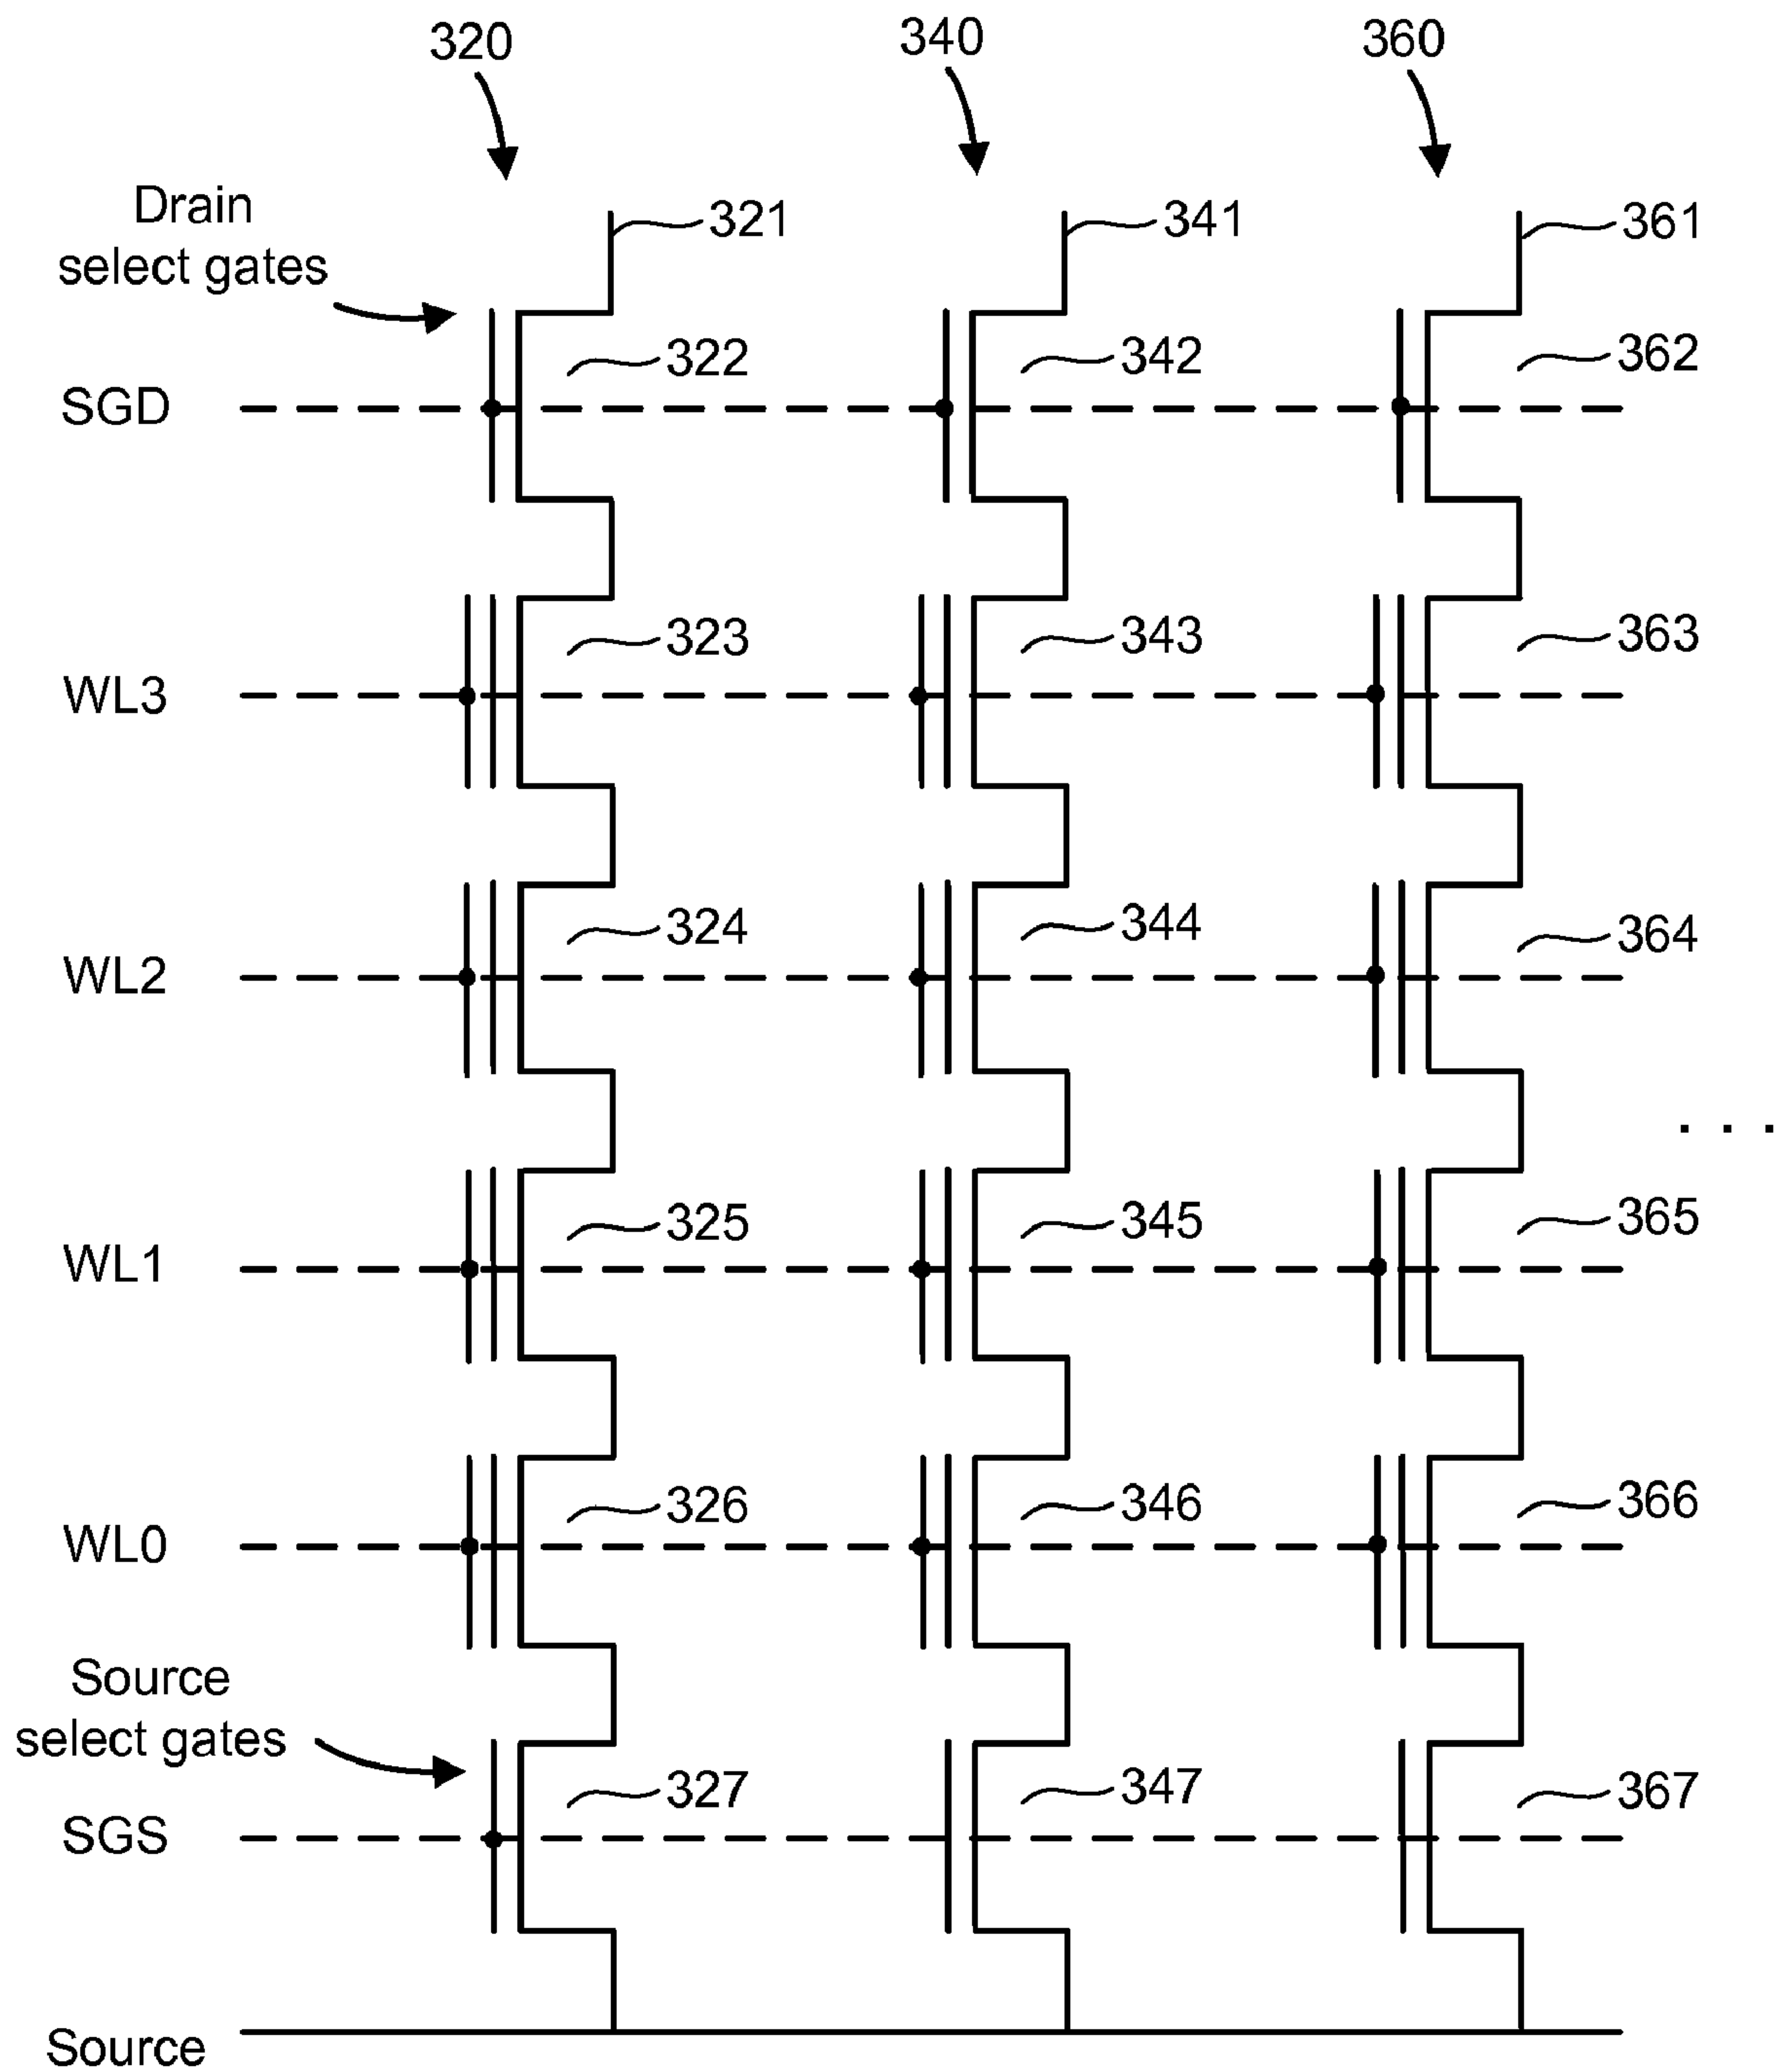 320 340 360
Drain
select gates
321 341 361
322 342 362
SGD
323 343 363
WL3
324 344 364
WL2
. . .
325 345 365
WL1
326 346 366
WL0
Source
select gates
327 347 367
SGS
Source